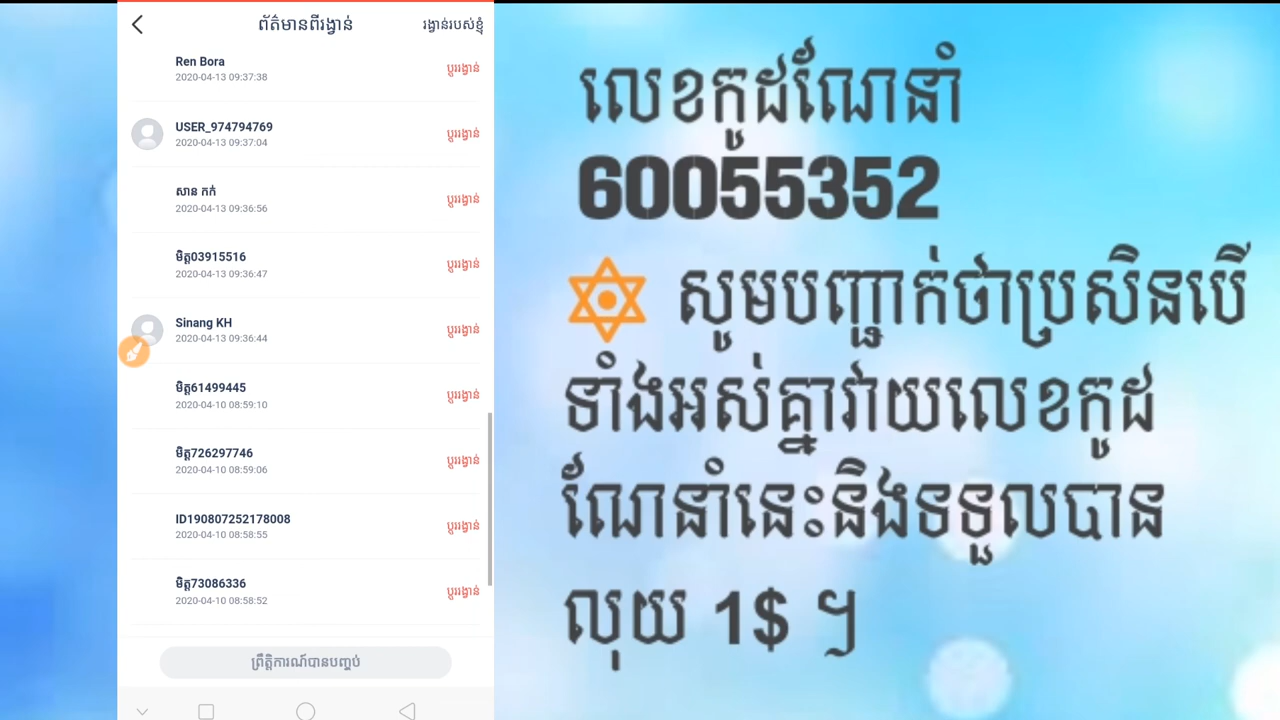 ព័ត៌មានពីរង្វាន់
រង្វាន់របស់ខ្ញុំ
Ren Bora
2020-04-13 09:37:38
ប្តូររង្វាន់
USER_974794769
2020-04-13 09:37:04
ប្តូររង្វាន់
សាន កក់
2020-04-13 09:36:56
ប្តូររង្វាន់
មិត្ត03915516
2020-04-13 09:36:47
ប្តូររង្វាន់
Sinang KH
2020-04-13 09:36:44
ប្តូររង្វាន់
មិត្ត61499445
2020-04-10 08:59:10
ប្តូររង្វាន់
មិត្ត726297746
2020-04-10 08:59:06
ប្តូររង្វាន់
ID190807252178008
2020-04-10 08:58:55
ប្តូររង្វាន់
មិត្ត73086336
2020-04-10 08:58:52
ប្តូររង្វាន់
ព្រឹត្តិការណ៍បានបញ្ចប់
លេខកូដណែនាំ
60055352
សូមបញ្ជាក់ថាប្រសិនបើ
ទាំងអស់គ្នាវាយលេខកូដ
ណែនាំនេះនិងទទួលបាន
លុយ 1$ ។